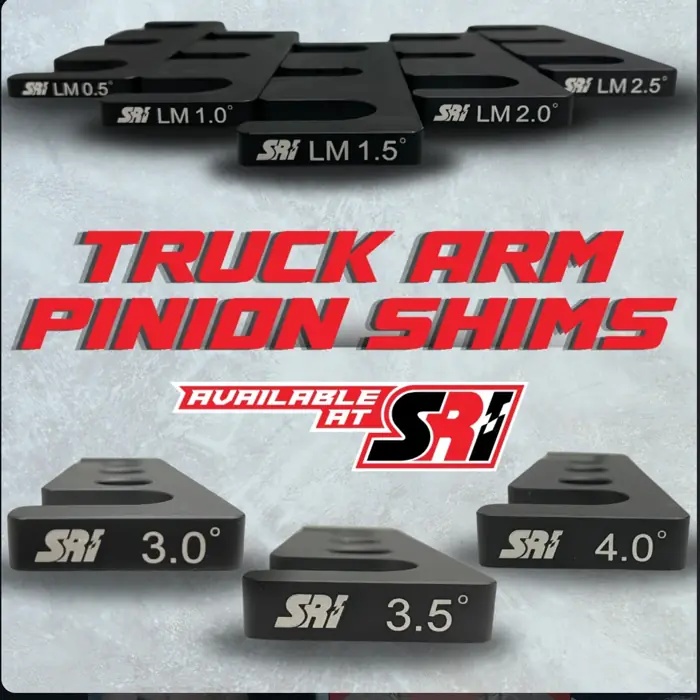 SRI LM 0.5°
SRI LM 1.0°
SRI LM 1.5°
SRI LM 2.0°
SRI LM 2.5°
TRUCK ARM
PINION SHIMS
AVAILABLE
AT
SRI
SRI 3.0°
SRI 3.5°
SRI 4.0°